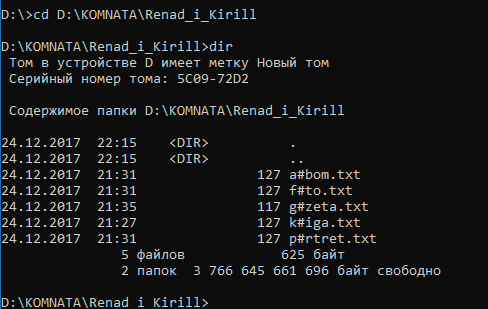 D:\>cd D:\KOMNATA\Renad_i_Kirill
D:\KOMNATA\Renad_i_Kirill>dir
Том в устройстве D имеет метку Новый том
Серийный номер тома: 5C09-72D2
Содержимое папки D:\KOMNATA\Renad_i_Kirill
24.12.2017  22:15    <DIR>          .
24.12.2017  22:15    <DIR>          ..
24.12.2017  21:31               127 a#bom.txt
24.12.2017  21:31               127 f#to.txt
24.12.2017  21:35               117 g#zeta.txt
24.12.2017  21:27               127 k#iga.txt
24.12.2017  21:31               127 p#rtret.txt
5 файлов            625 байт
2 папок  3 766 645 661 696 байт свободно
D:\KOMNATA\Renad_i_Kirill>